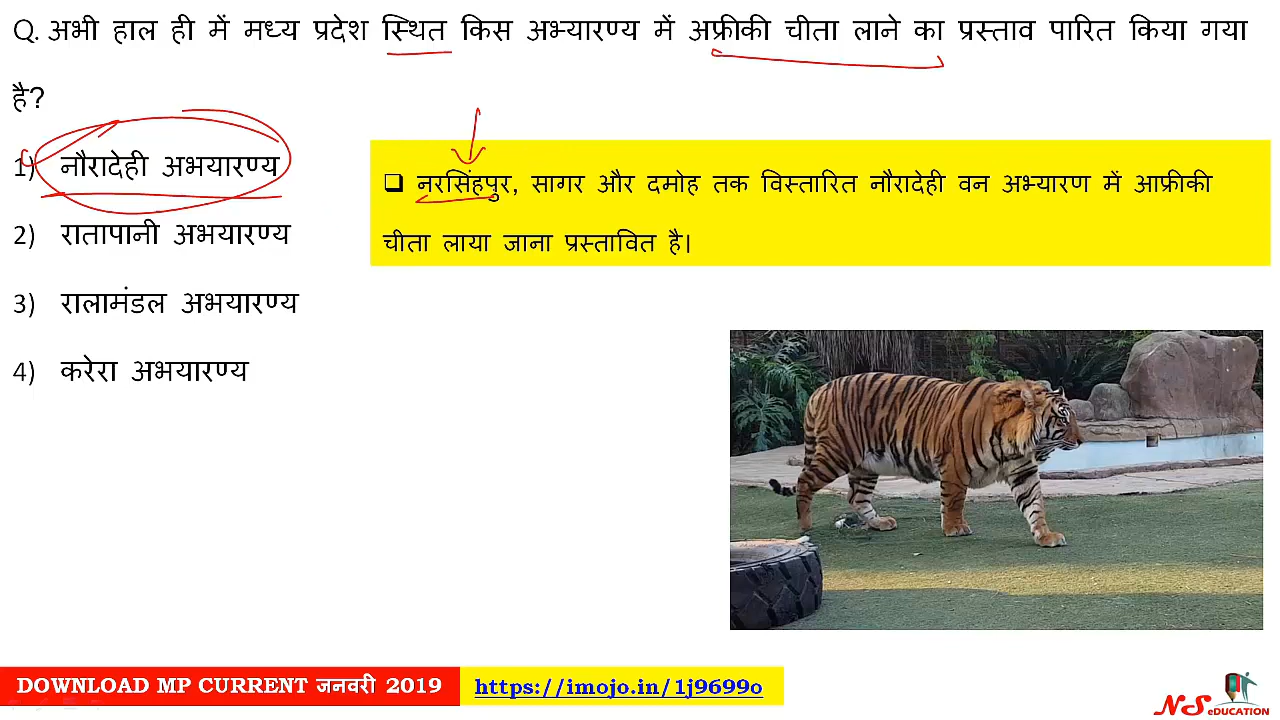 Q. अभी हाल ही में मध्य प्रदेश स्थित किस अभ्यारण्य में अफ्रीकी चीता लाने का प्रस्ताव पारित किया गया
है?
1) नौरादेही अभयारण्य
❑ नरसिंहपुर, सागर और दमोह तक विस्तारित नौरादेही वन अभ्यारण में आफ्रीकी
चीता लाया जाना प्रस्तावित है।
2) रातापानी अभयारण्य
3) रालामंडल अभयारण्य
4) करेरा अभयारण्य
DOWNLOAD MP CURRENT जनवरी 2019 https://imojo.in/1j9699o
NS eDUCATION